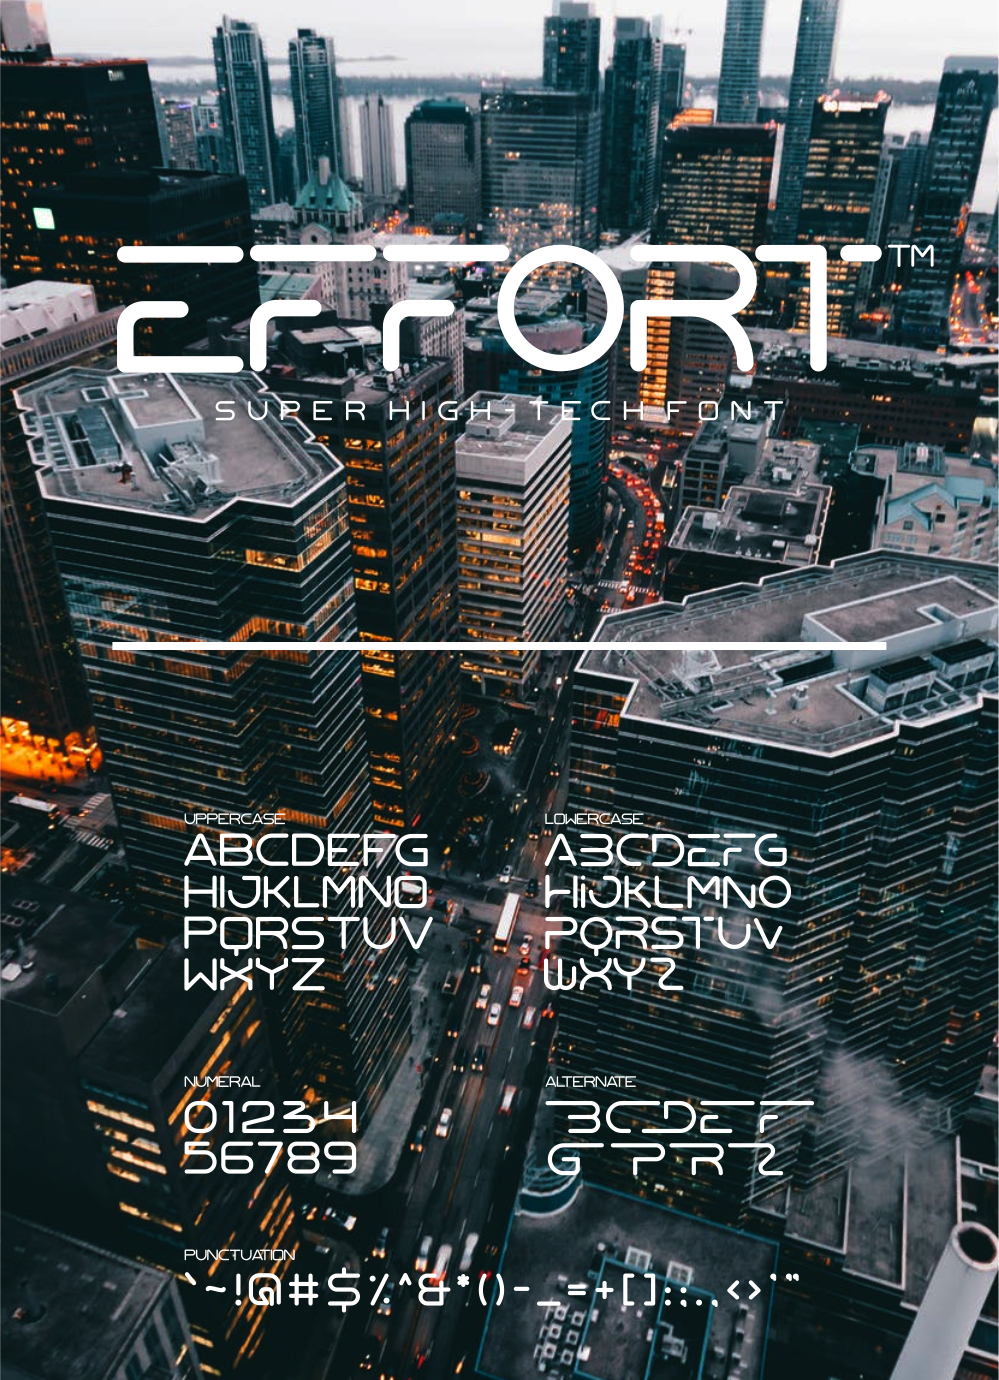 EFFORT™
SUPER HIGH-TECH FONT
UPPERCASE
ABCDEFG
HIJKLMNO
PQRSTUV
WXYZ
LOWERCASE
ABCDEFG
HiJKLMNO
PQRSTUV
WXYZ
NUMERAL
01234
56789
ALTERNATE
BCDEF
G PRZ
PUNCTUATION
`~!@#$%^&*()-_=+[]:;.,<>'"